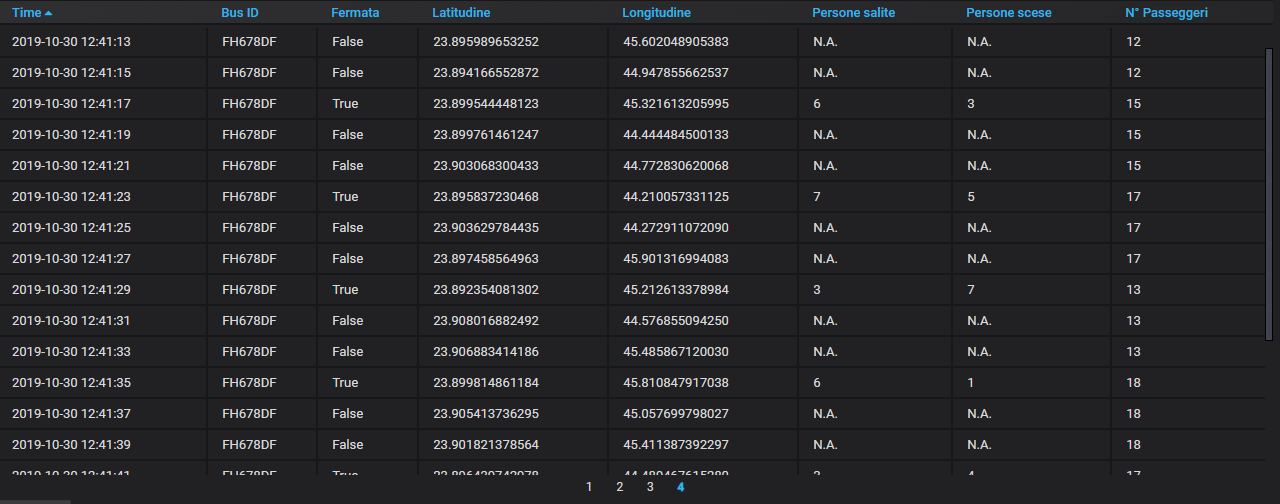 Time Bus ID Fermata Latitudine Longitudine Persone salite Persone scese N° Passeggeri
2019-10-30 12:41:13 FH678DF False 23.895989653252 45.602048905383 N.A. N.A. 12
2019-10-30 12:41:15 FH678DF False 23.894166552872 44.947855662537 N.A. N.A. 12
2019-10-30 12:41:17 FH678DF True 23.899544448123 45.321613205995 6 3 15
2019-10-30 12:41:19 FH678DF False 23.899761461247 44.444484500133 N.A. N.A. 15
2019-10-30 12:41:21 FH678DF False 23.903068300433 44.772830620068 N.A. N.A. 15
2019-10-30 12:41:23 FH678DF True 23.895837230468 44.210057331125 7 5 17
2019-10-30 12:41:25 FH678DF False 23.903629784435 44.272911072090 N.A. N.A. 17
2019-10-30 12:41:27 FH678DF False 23.897458564963 45.901316994083 N.A. N.A. 17
2019-10-30 12:41:29 FH678DF True 23.892354081302 45.212613378984 3 7 13
2019-10-30 12:41:31 FH678DF False 23.908016882492 44.576855094250 N.A. N.A. 13
2019-10-30 12:41:33 FH678DF False 23.906883414186 45.485867120030 N.A. N.A. 13
2019-10-30 12:41:35 FH678DF True 23.899814861184 45.810847917038 6 1 18
2019-10-30 12:41:37 FH678DF False 23.905413736295 45.057699798027 N.A. N.A. 18
2019-10-30 12:41:39 FH678DF False 23.901821378564 45.411387392297 N.A. N.A. 18
2019-10-30 12:41:41 FH678DF True 17
1 2 3 4